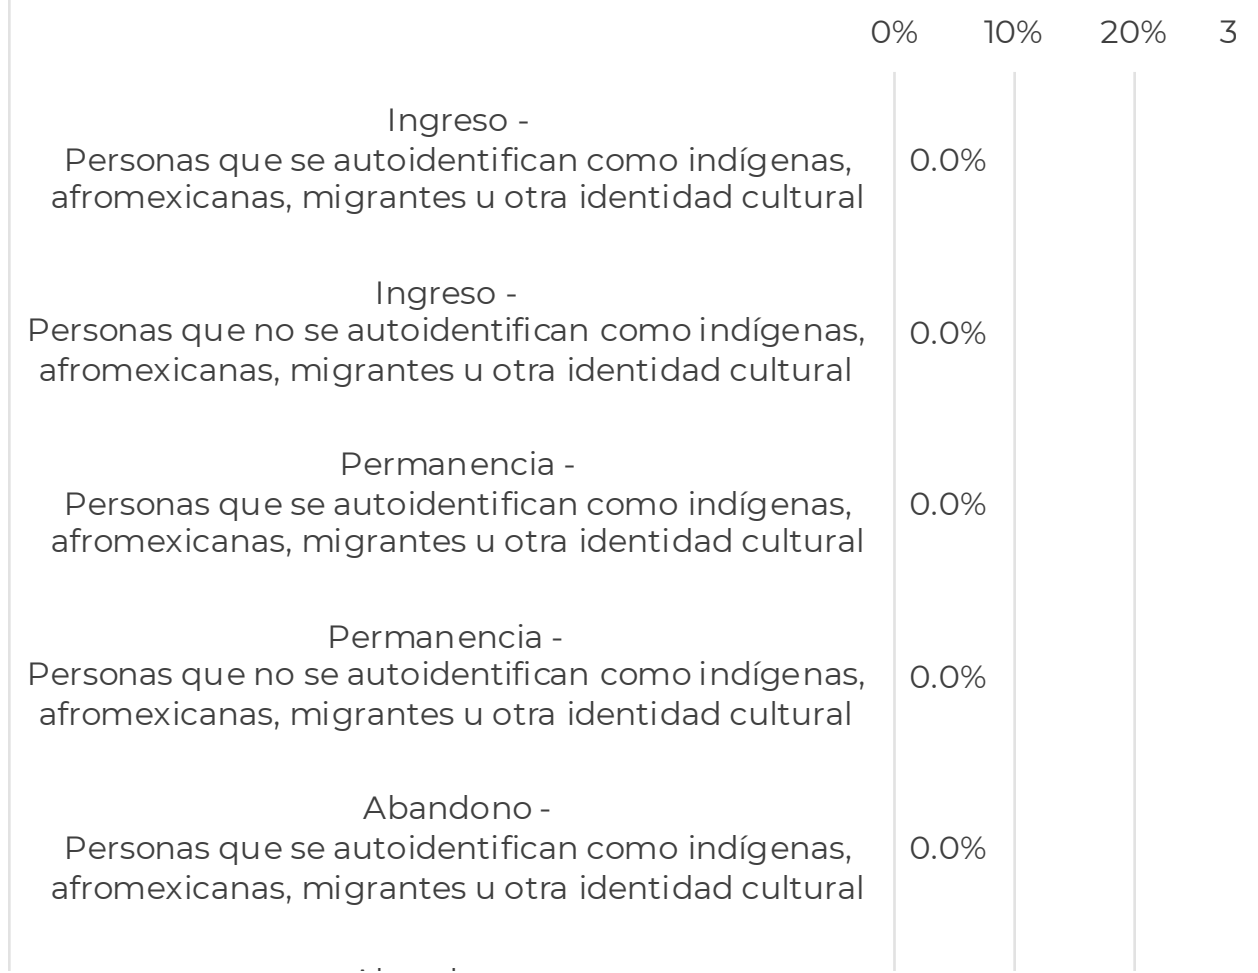 0% 10% 20% 3
Ingreso -
Personas que se autoidentifican como indígenas, 0.0%
afromexicanas, migrantes u otra identidad cultural
Ingreso -
Personas que no se autoidentifican como indígenas, 0.0%
afromexicanas, migrantes u otra identidad cultural
Permanencia -
Personas que se autoidentifican como indígenas, 0.0%
afromexicanas, migrantes u otra identidad cultural
Permanencia -
Personas que no se autoidentifican como indígenas, 0.0%
afromexicanas, migrantes u otra identidad cultural
Abandono -
Personas que se autoidentifican como indígenas, 0.0%
afromexicanas, migrantes u otra identidad cultural